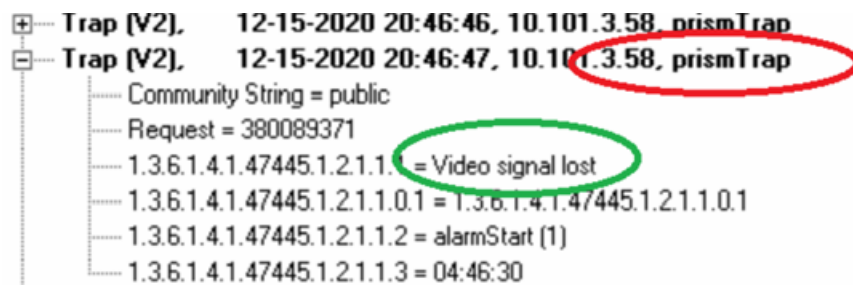 Trap (V2), 12-15-2020 20:46:46, 10.101.3.58, prismTrap
Trap (V2), 12-15-2020 20:46:47, 10.101.3.58, prismTrap
Community String = public
Request = 380089371
1.3.6.1.4.1.47445.1.2.1.1.1 = Video signal lost
1.3.6.1.4.1.47445.1.2.1.1.0.1 = 1.3.6.1.4.1.47445.1.2.1.1.0.1
1.3.6.1.4.1.47445.1.2.1.1.2 = alarmStart (1)
1.3.6.1.4.1.47445.1.2.1.1.3 = 04:46:30